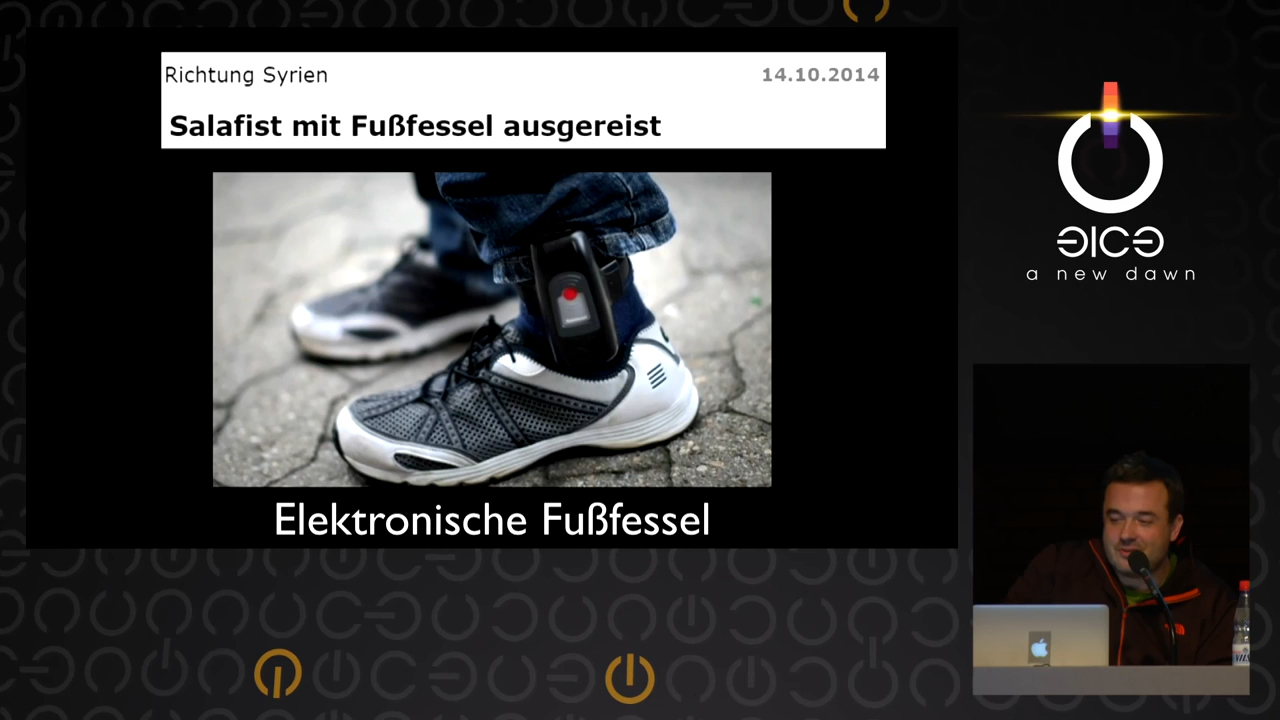 Richtung Syrien 14.10.2014
Salafist mit Fußfessel ausgereist
Elektronische Fußfessel
a new dawn